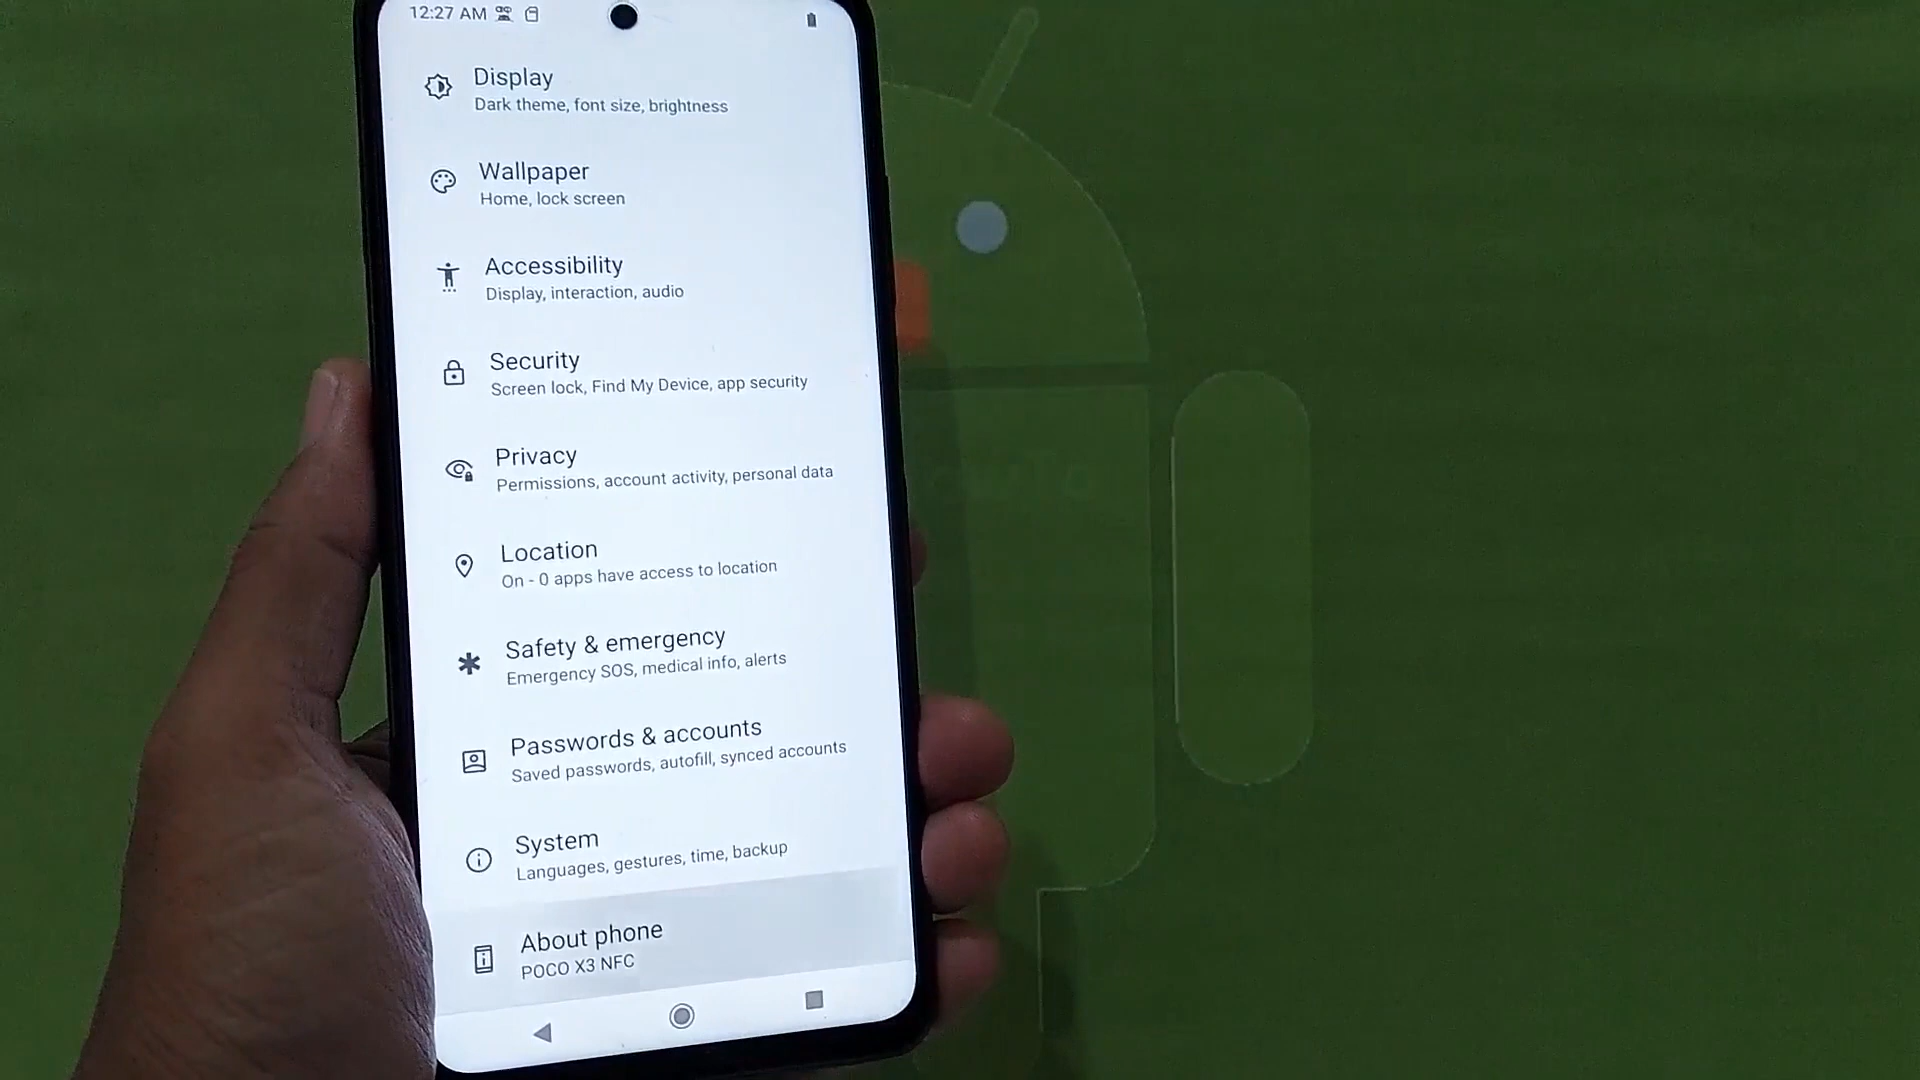 12:27 AM
Display
Dark theme, font size, brightness
Wallpaper
Home, lock screen
Accessibility
Display, interaction, audio
Security
Screen lock, Find My Device, app security
Privacy
Permissions, account activity, personal data
Location
On - 0 apps have access to location
Safety & emergency
Emergency SOS, medical info, alerts
Passwords & accounts
Saved passwords, autofill, synced accounts
System
Languages, gestures, time, backup
About phone
POCO X3 NFC